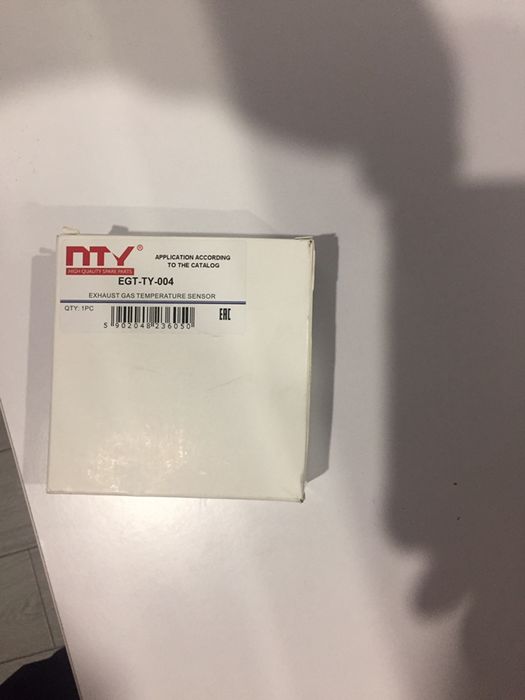 NTY®
HIGH QUALITY SPARE PARTS
APPLICATION ACCORDING
TO THE CATALOG
EGT-TY-004
EXHAUST GAS TEMPERATURE SENSOR
QTY: 1PC
5 902048 236050
EAC